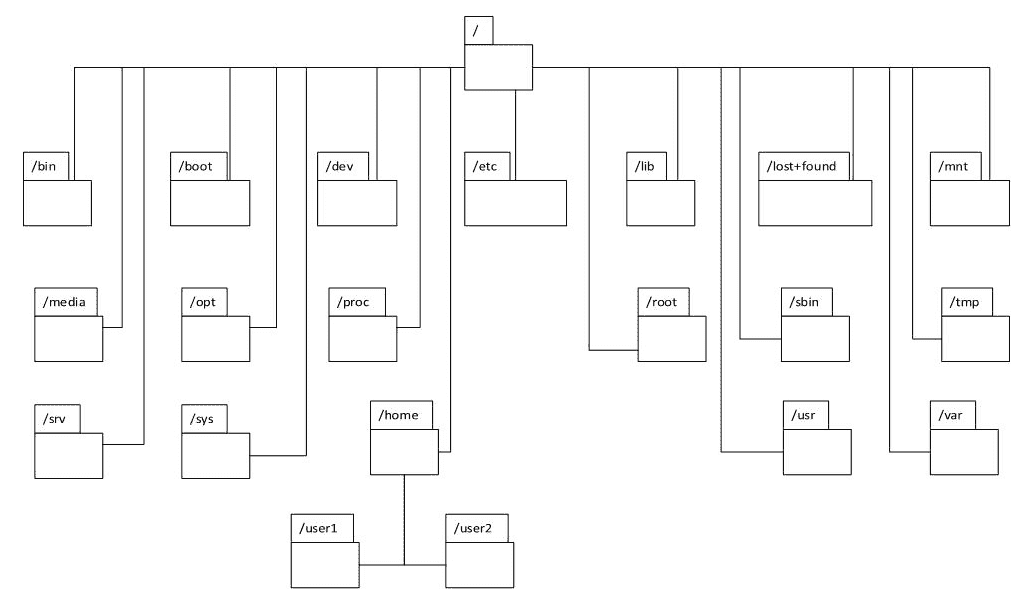 /
/bin
/boot
/dev
/etc
/lib
/lost+found
/mnt
/media
/opt
/proc
/root
/sbin
/tmp
/srv
/sys
/home
/usr
/var
/user1
/user2